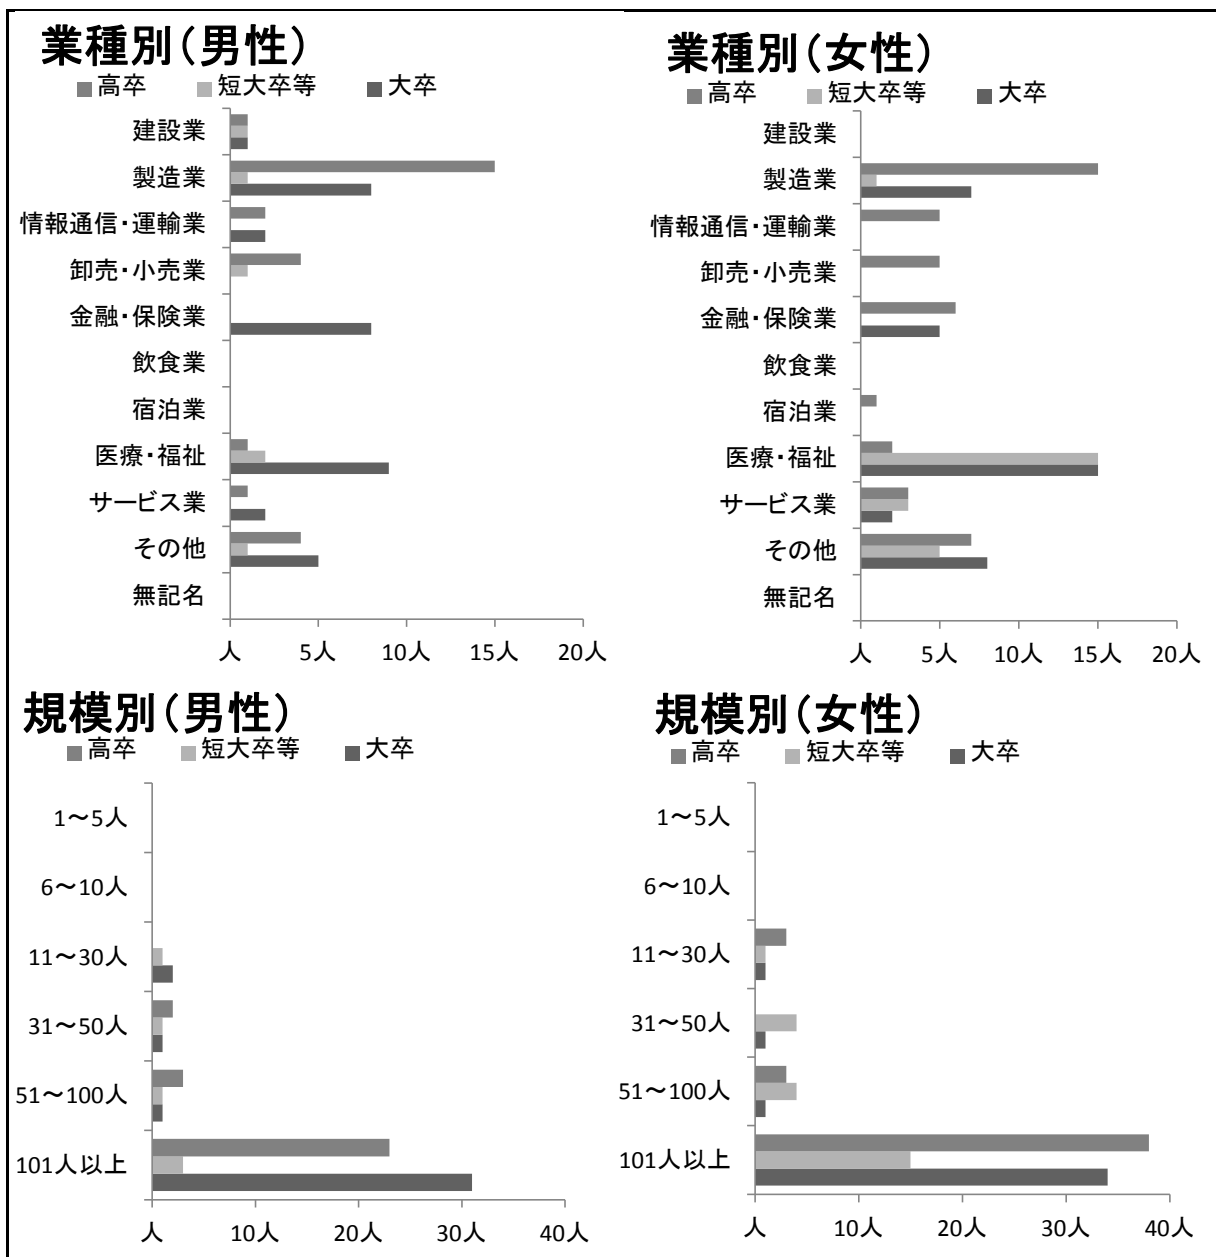 業種別（男性）
高卒 短大卒等 大卒
建設業
製造業
情報通信・運輸業
卸売・小売業
金融・保険業
飲食業
宿泊業
医療・福祉
サービス業
その他
無記名
人 5人 10人 15人 20人
業種別（女性）
高卒 短大卒等 大卒
建設業
製造業
情報通信・運輸業
卸売・小売業
金融・保険業
飲食業
宿泊業
医療・福祉
サービス業
その他
無記名
人 5人 10人 15人 20人
規模別（男性）
高卒 短大卒等 大卒
1～5人
6～10人
11～30人
31～50人
51～100人
101人以上
人 10人 20人 30人 40人
規模別（女性）
高卒 短大卒等 大卒
1～5人
6～10人
11～30人
31～50人
51～100人
101人以上
人 10人 20人 30人 40人